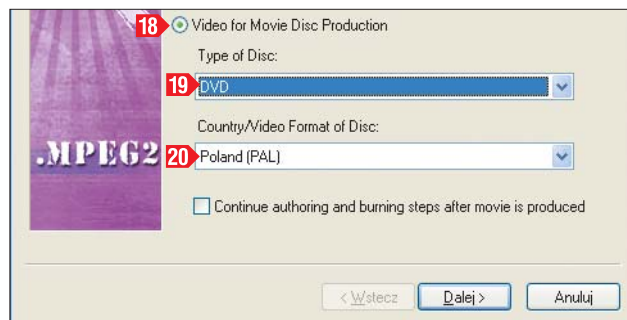 18 Video for Movie Disc Production
Type of Disc:
19 DVD
Country/Video Format of Disc:
.MPEG2
20 Poland (PAL)
Continue authoring and burning steps after movie is produced
< Wstecz Dalej > Anuluj